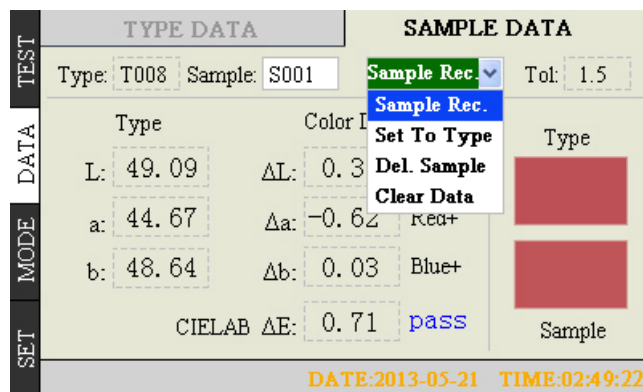 TYPE DATA
SAMPLE DATA
TEST
DATA
MODE
SET
Type: T008 Sample: S001 Sample Rec. Tol: 1.5
Sample Rec.
Set To Type
Del. Sample
Clear Data
Type
Color
Type
L: 49.09 ΔL: 0.3
a: 44.67 Δa: -0.62 Red+
b: 48.64 Δb: 0.03 Blue+
CIELAB ΔE: 0.71 pass
Sample
DATE:2013-05-21 TIME:02:49:22